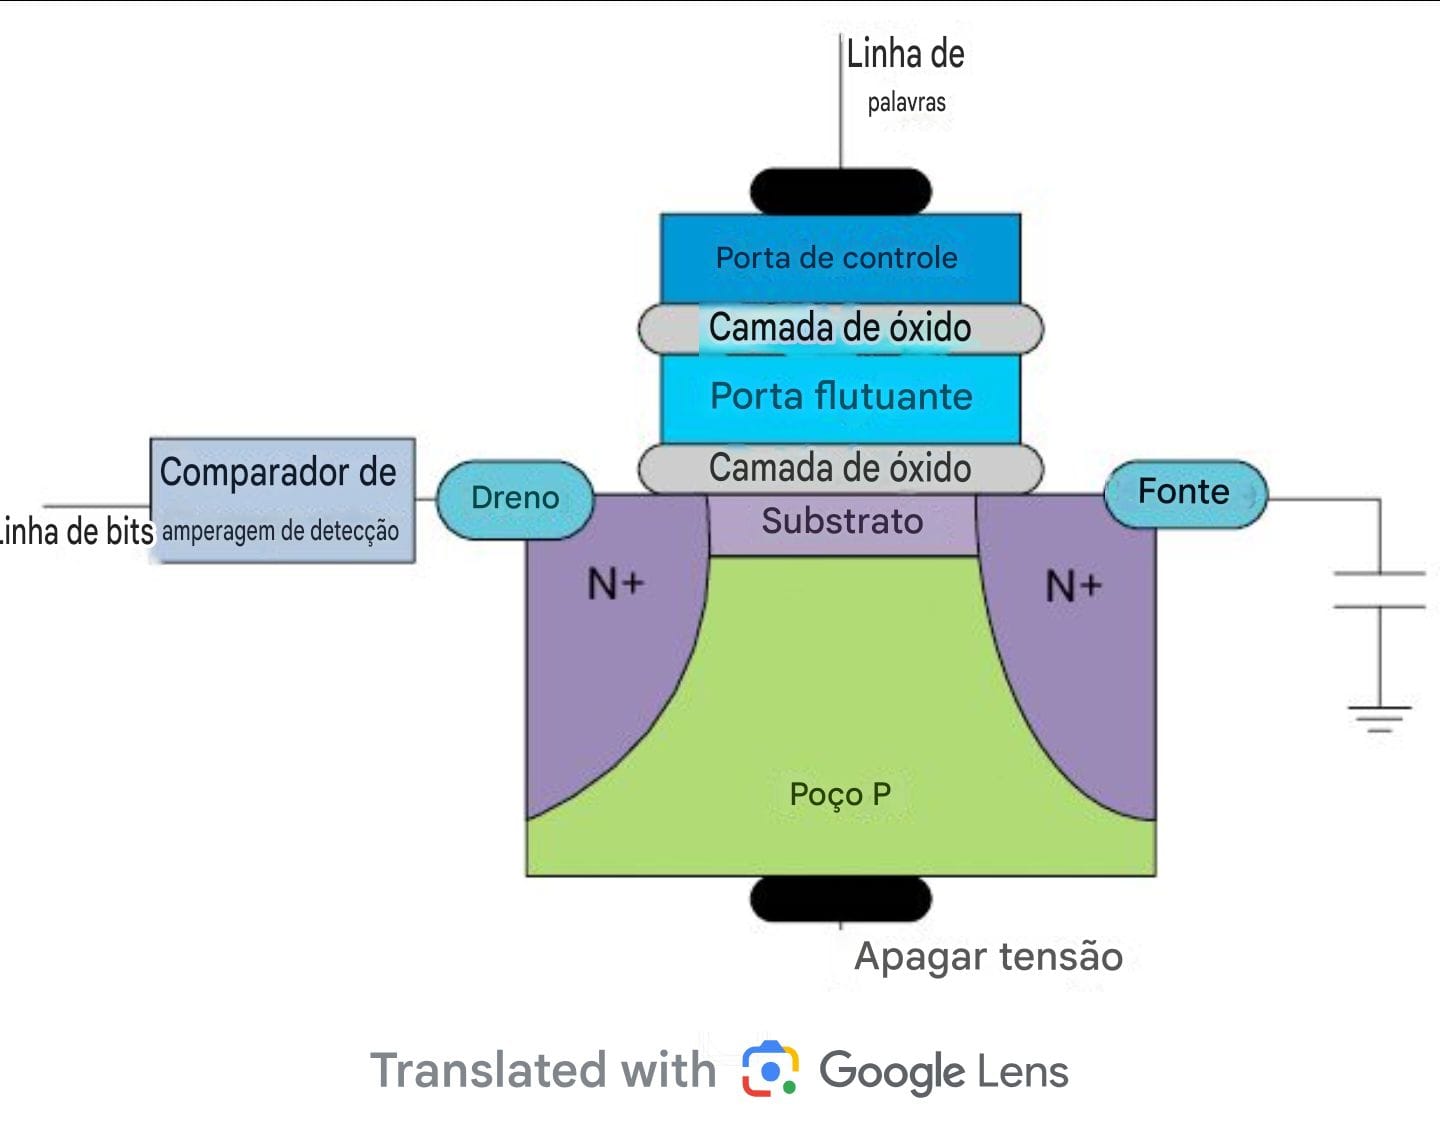 Linha de
palavras
Porta de controle
Camada de óxido
Porta flutuante
Camada de óxido
Comparador de
amperagem de detecção
Linha de bits
Dreno
Fonte
Substrato
N+
N+
Poço P
Apagar tensão
Translated with Google Lens